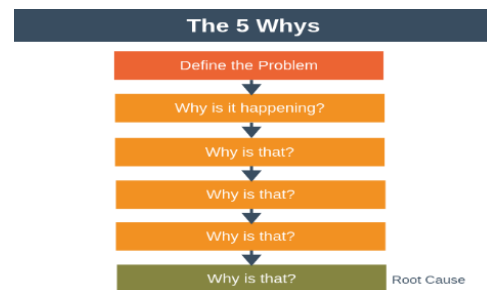 The 5 Whys
Define the Problem
Why is it happening?
Why is that?
Why is that?
Why is that?
Why is that?
Root Cause